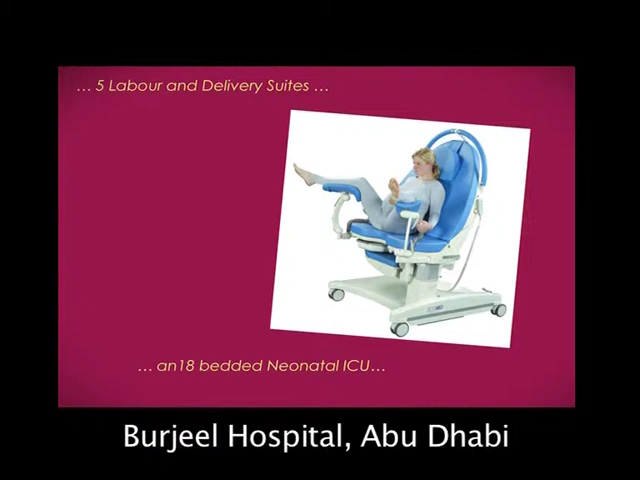 ... 5 Labour and Delivery Suites ...
... an18 bedded Neonatal ICU...
Burjeel Hospital, Abu Dhabi